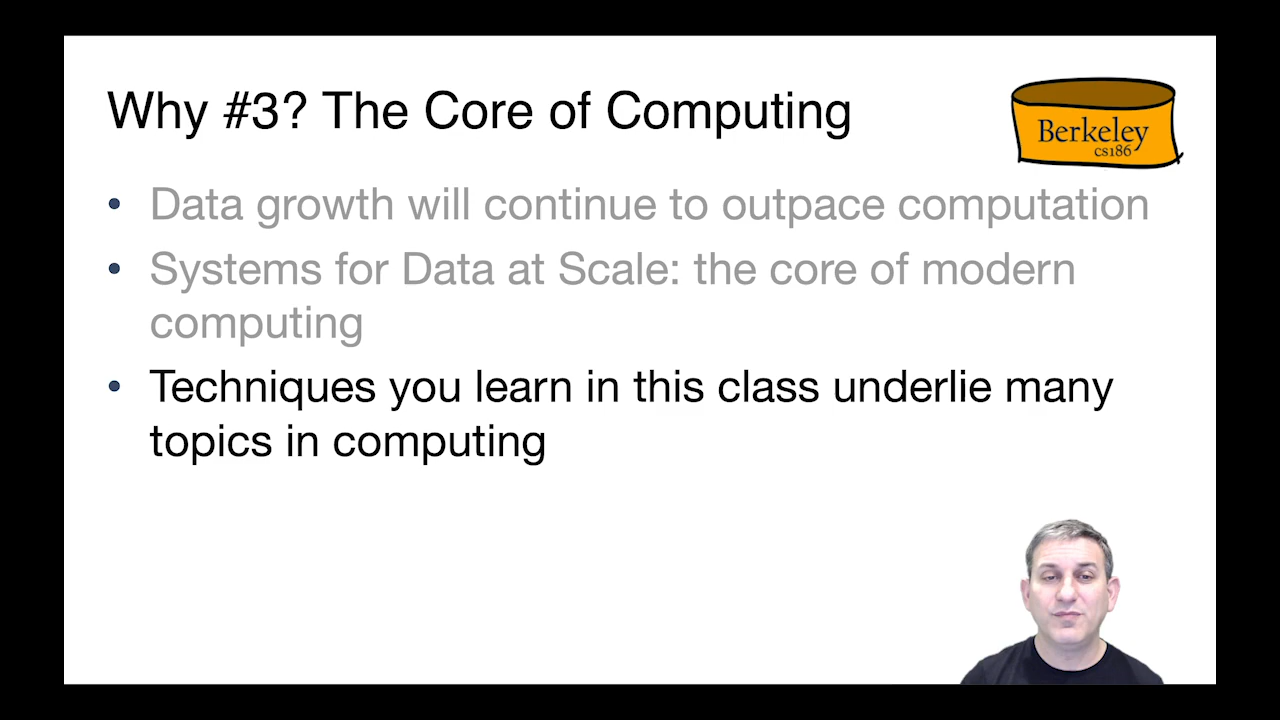 Why #3? The Core of Computing
Berkeley
cs186
• Data growth will continue to outpace computation
• Systems for Data at Scale: the core of modern
computing
• Techniques you learn in this class underlie many
topics in computing